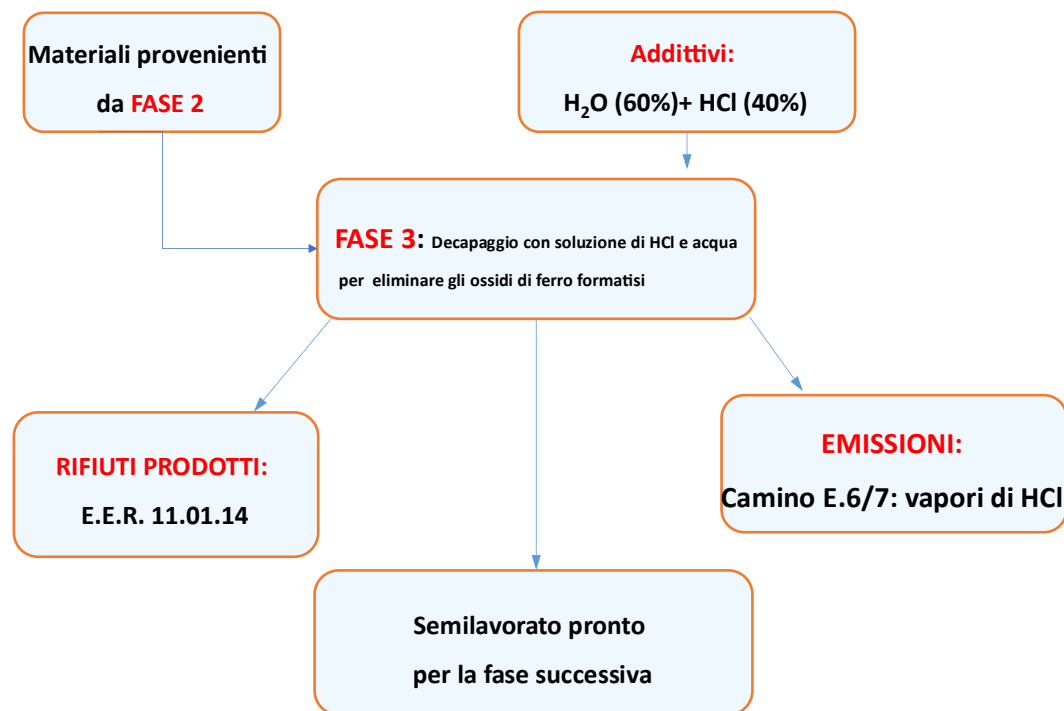 Materiali provenienti
da FASE 2
Addittivi:
H₂O (60%)+ HCl (40%)
FASE 3: Decapaggio con soluzione di HCl e acqua
per eliminare gli ossidi di ferro formatisi
RIFIUTI PRODOTTI:
E.E.R. 11.01.14
EMISSIONI:
Camino E.6/7: vapori di HCl
Semilavorato pronto
per la fase successiva